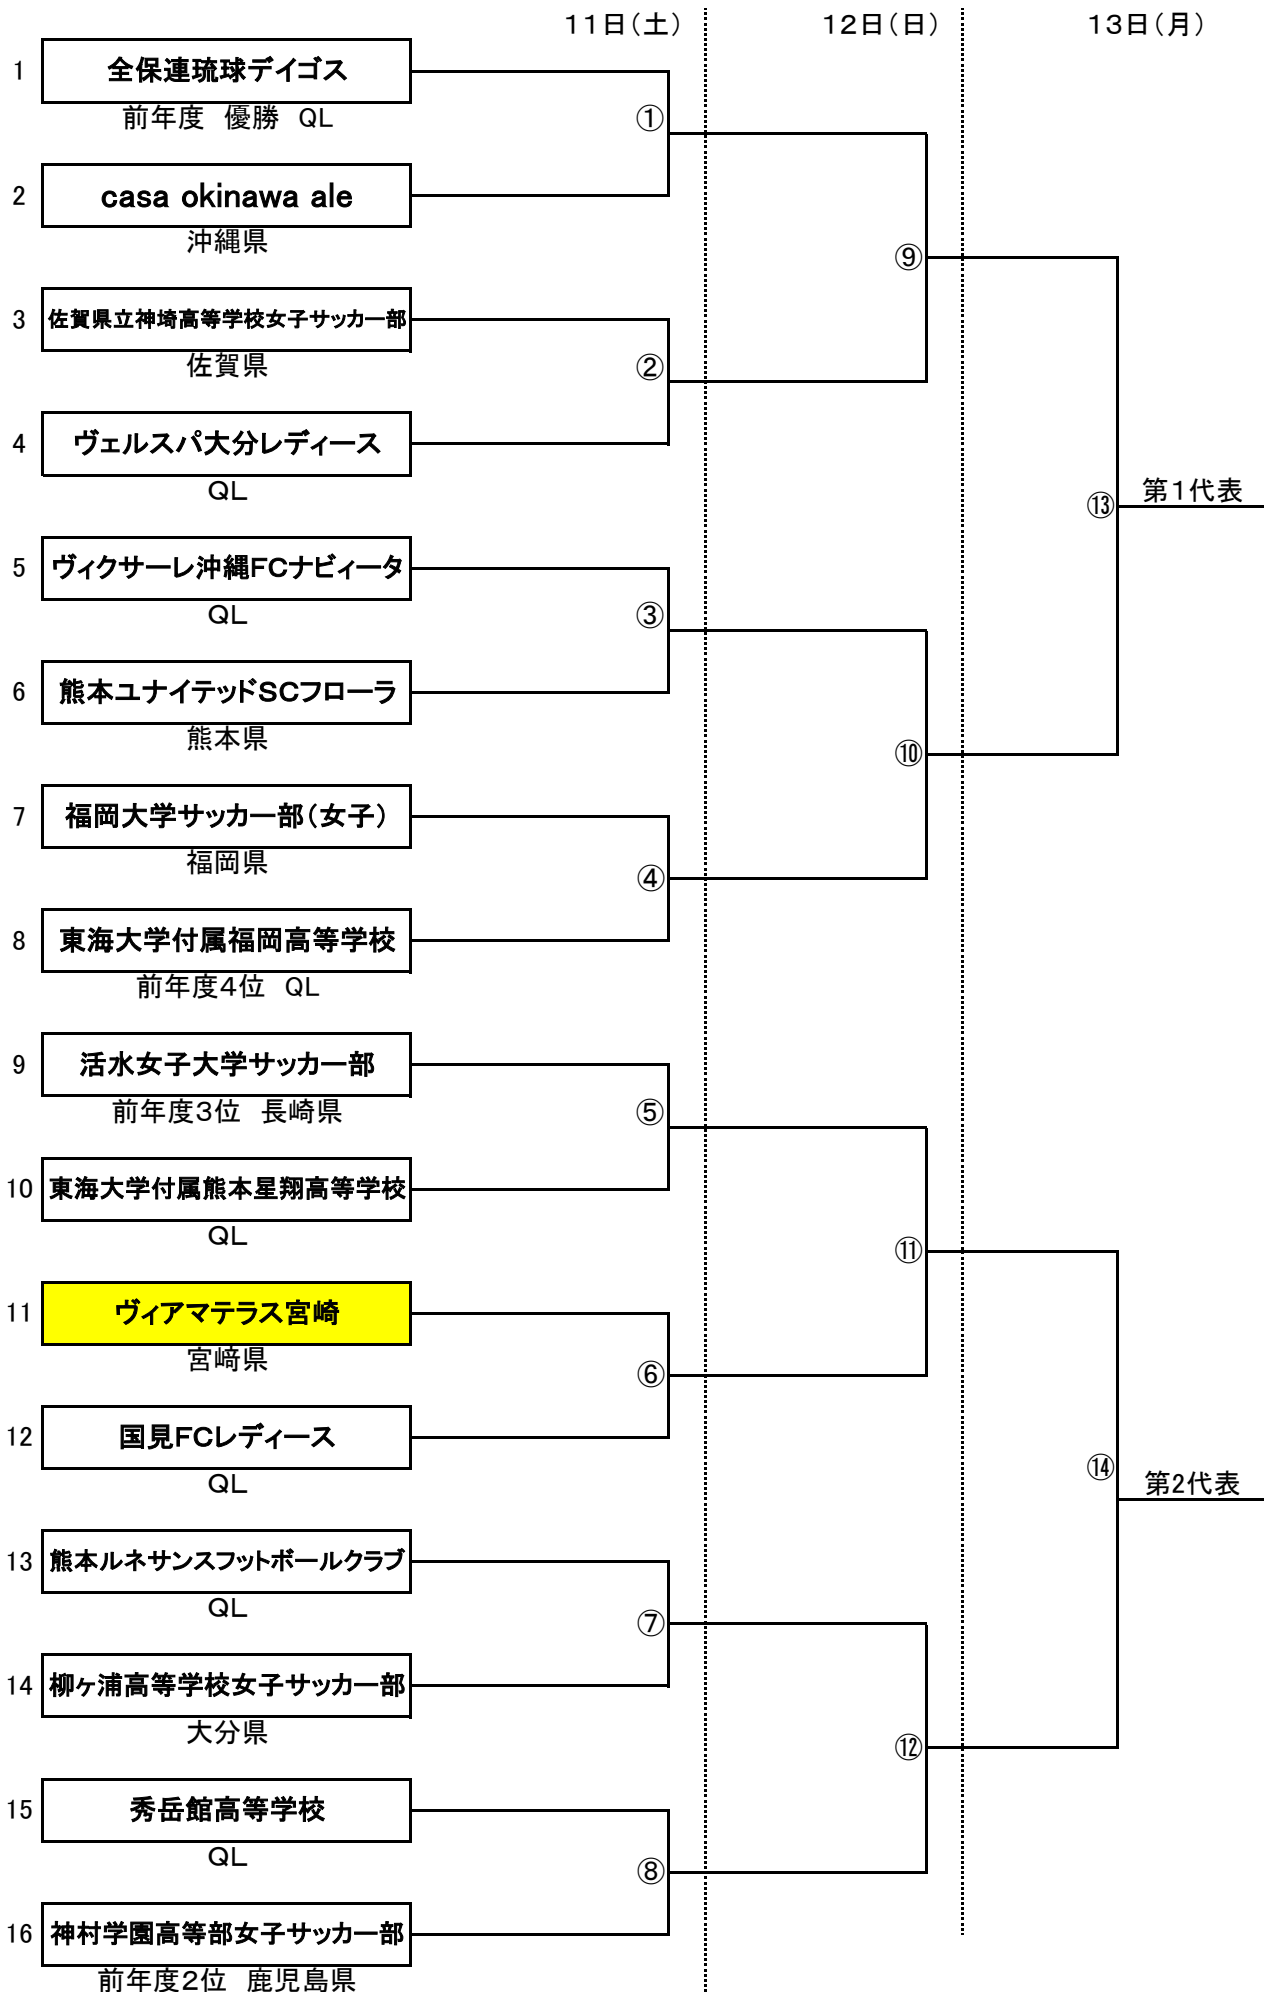 11日(土) 12日(日) 13日(月)
1 全保連琉球デイゴス
前年度 優勝 QL
①
2 casa okinawa ale
沖縄県
⑨
3 佐賀県立神埼高等学校女子サッカー部
佐賀県
②
4 ヴェルスパ大分レディース
QL
第1代表
⑬
5 ヴィクサーレ沖縄FCナビィータ
QL
③
6 熊本ユナイテッドSCフローラ
熊本県
⑩
7 福岡大学サッカー部(女子)
福岡県
④
8 東海大学付属福岡高等学校
前年度4位 QL
9 活水女子大学サッカー部
前年度3位 長崎県
⑤
10 東海大学付属熊本星翔高等学校
QL
⑪
11 ヴィアマテラス宮崎
宮﨑県
⑥
12 国見FCレディース
QL
⑭
第2代表
13 熊本ルネサンスフットボールクラブ
QL
⑦
14 柳ヶ浦高等学校女子サッカー部
大分県
⑫
15 秀岳館高等学校
QL
⑧
16 神村学園高等部女子サッカー部
前年度2位 鹿児島県